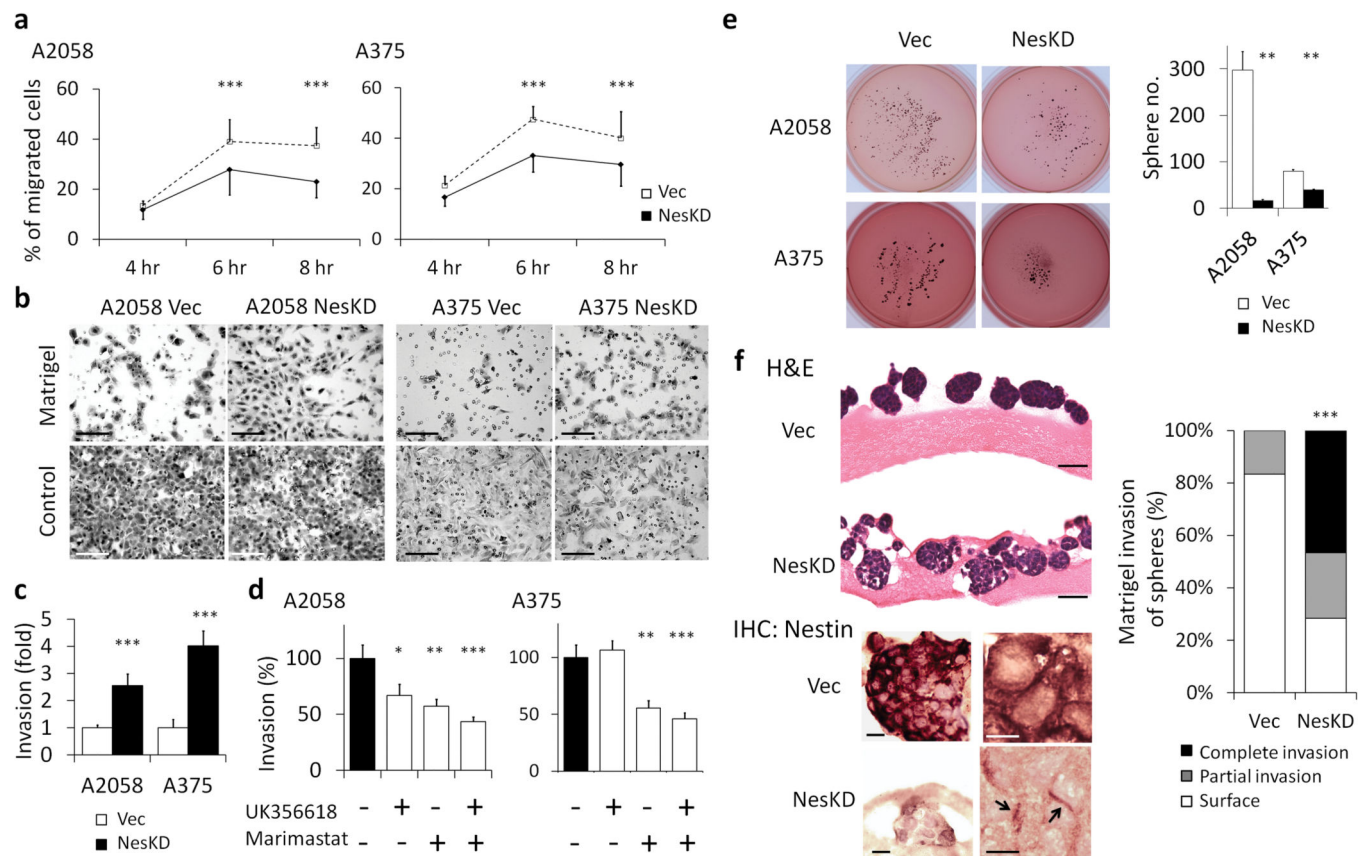 a
A2058
A375
% of migrated cells
60
40
20
0
*** ***
4 hr 6 hr 8 hr
60
40
20
0
*** ***
4 hr 6 hr 8 hr
Vec
NesKD
b
A2058 Vec A2058 NesKD A375 Vec A375 NesKD
Matrigel
Control
c
Invasion (fold)
5
4
3
2
1
0
*** ***
A2058 A375
Vec
NesKD
d
A2058
A375
Invasion (%)
100
50
0
* ** ***
100
50
0
** ***
UK356618 - + - + - + - +
Marimastat - - + + - - + +
e
Vec NesKD
A2058
A375
Sphere no.
300
200
100
0
** **
A2058 A375
Vec
NesKD
f
H&E
Vec
NesKD
IHC: Nestin
Vec
NesKD
Matrigel invasion
of spheres (%)
***
100%
80%
60%
40%
20%
0%
Vec NesKD
Complete invasion
Partial invasion
Surface